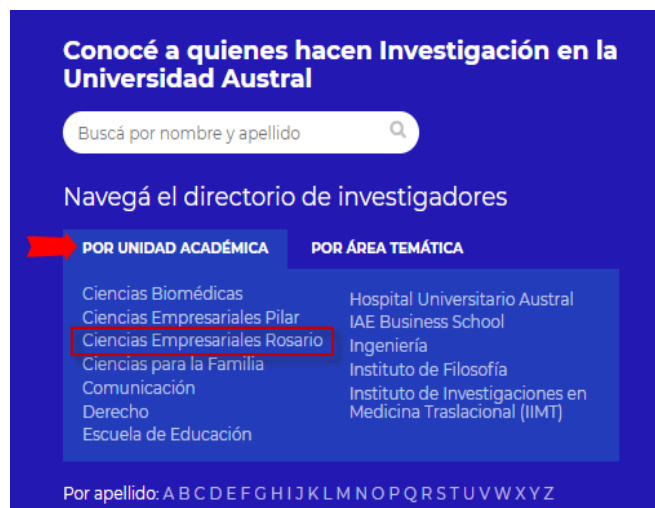 Conocé a quienes hacen Investigación en la
Universidad Austral
Buscá por nombre y apellido
Navegá el directorio de investigadores
POR UNIDAD ACADÉMICA
POR ÁREA TEMÁTICA
Ciencias Biomédicas
Ciencias Empresariales Pilar
Ciencias Empresariales Rosario
Ciencias para la Familia
Comunicación
Derecho
Escuela de Educación
Hospital Universitario Austral
IAE Business School
Ingeniería
Instituto de Filosofía
Instituto de Investigaciones en
Medicina Traslacional (IIMT)
Por apellido: A B C D E F G H I J K L M N O P Q R S T U V W X Y Z